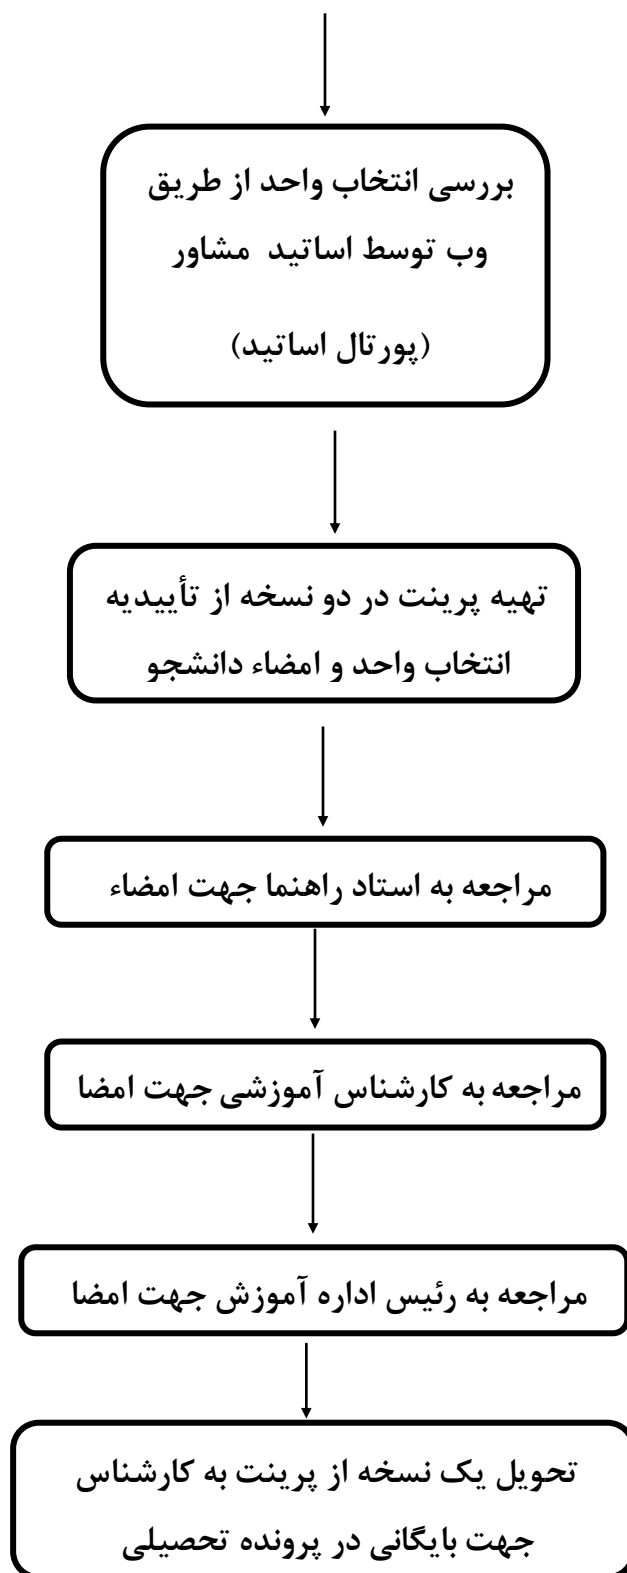 بررسی انتخاب واحد از طریق
وب توسط اساتید مشاور
(پورتال اساتید)
تهیه پرینت در دو نسخه از تأییدیه
انتخاب واحد و امضاء دانشجو
مراجعه به استاد راهنما جهت امضاء
مراجعه به کارشناس آموزشی جهت امضا
مراجعه به رئیس اداره آموزش جهت امضا
تحویل یک نسخه از پرینت به کارشناس
جهت بایگانی در پرونده تحصیلی